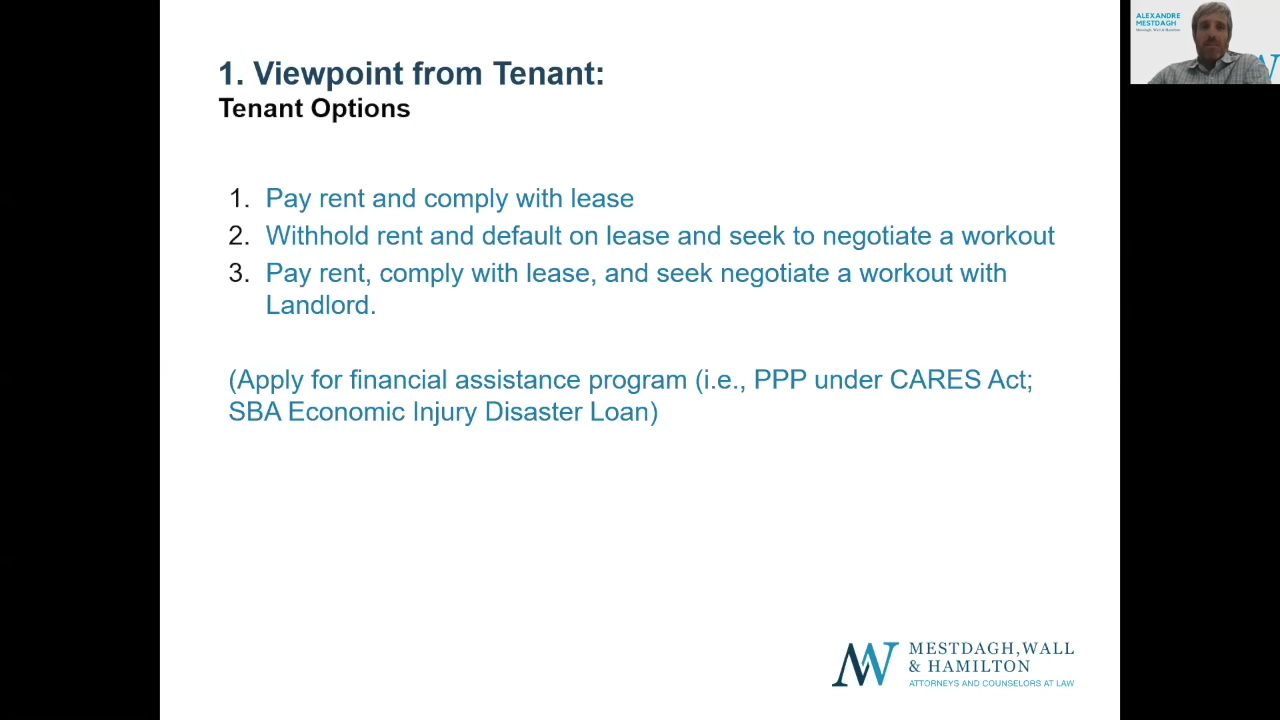 1. Viewpoint from Tenant:
Tenant Options
1. Pay rent and comply with lease
2. Withhold rent and default on lease and seek to negotiate a workout
3. Pay rent, comply with lease, and seek negotiate a workout with
Landlord.
(Apply for financial assistance program (i.e., PPP under CARES Act;
SBA Economic Injury Disaster Loan)
MESTDAGH, WALL
& HAMILTON
ATTORNEYS AND COUNSELORS AT LAW
ALEXANDRE
MESTDAGH
Mestdagh, Wall & Hamilton